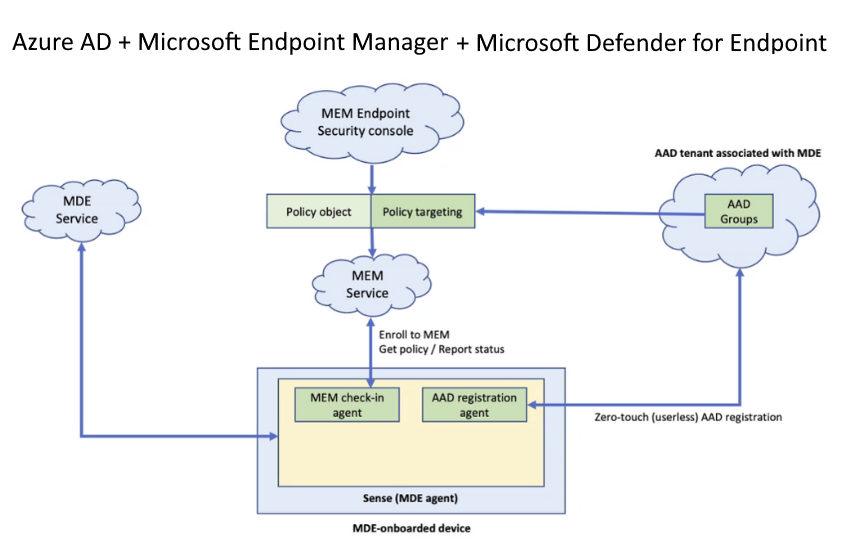 Azure AD + Microsoft Endpoint Manager + Microsoft Defender for Endpoint
MEM Endpoint
Security console
AAD tenant associated with MDE
MDE
Service
Policy object
Policy targeting
AAD
Groups
MEM
Service
Enroll to MEM
Get policy / Report status
MEM check-in
agent
AAD registration
agent
Zero-touch (userless) AAD registration
Sense (MDE agent)
MDE-onboarded device